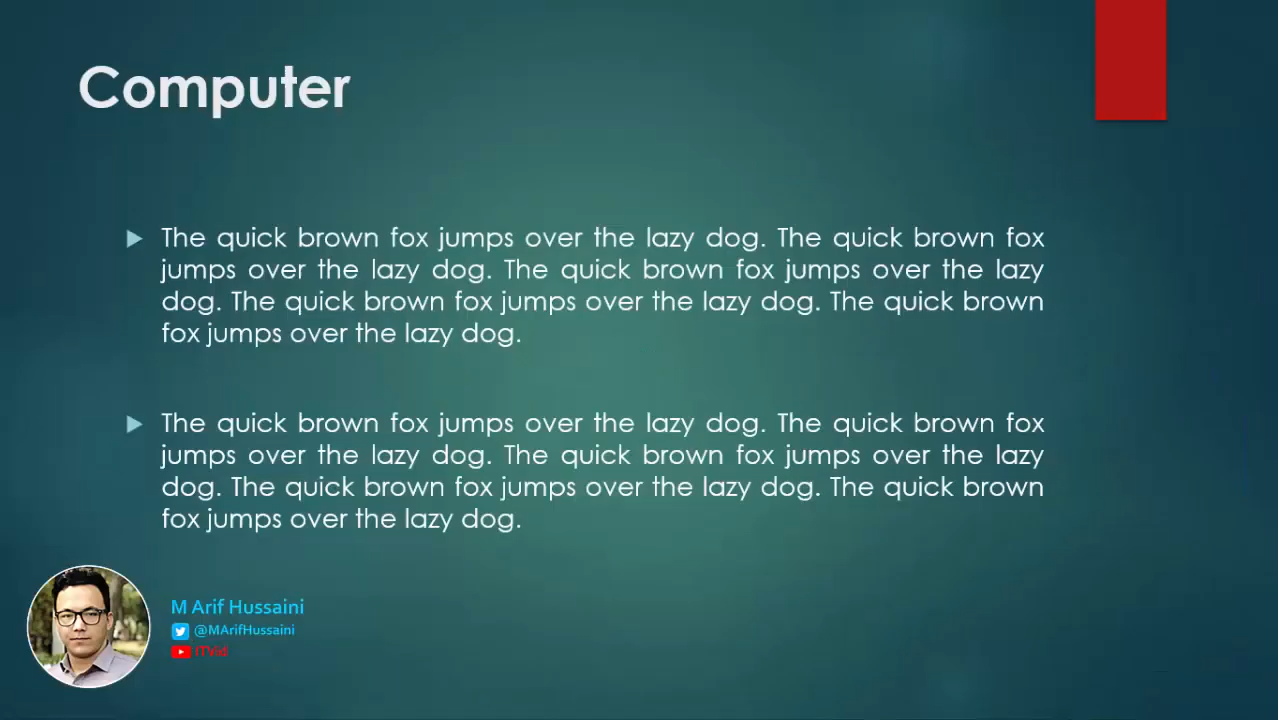 Computer
The quick brown fox jumps over the lazy dog. The quick brown fox
jumps over the lazy dog. The quick brown fox jumps over the lazy
dog. The quick brown fox jumps over the lazy dog. The quick brown
fox jumps over the lazy dog.
The quick brown fox jumps over the lazy dog. The quick brown fox
jumps over the lazy dog. The quick brown fox jumps over the lazy
dog. The quick brown fox jumps over the lazy dog. The quick brown
fox jumps over the lazy dog.
M Arif Hussaini
@MArifHussaini
ITVid